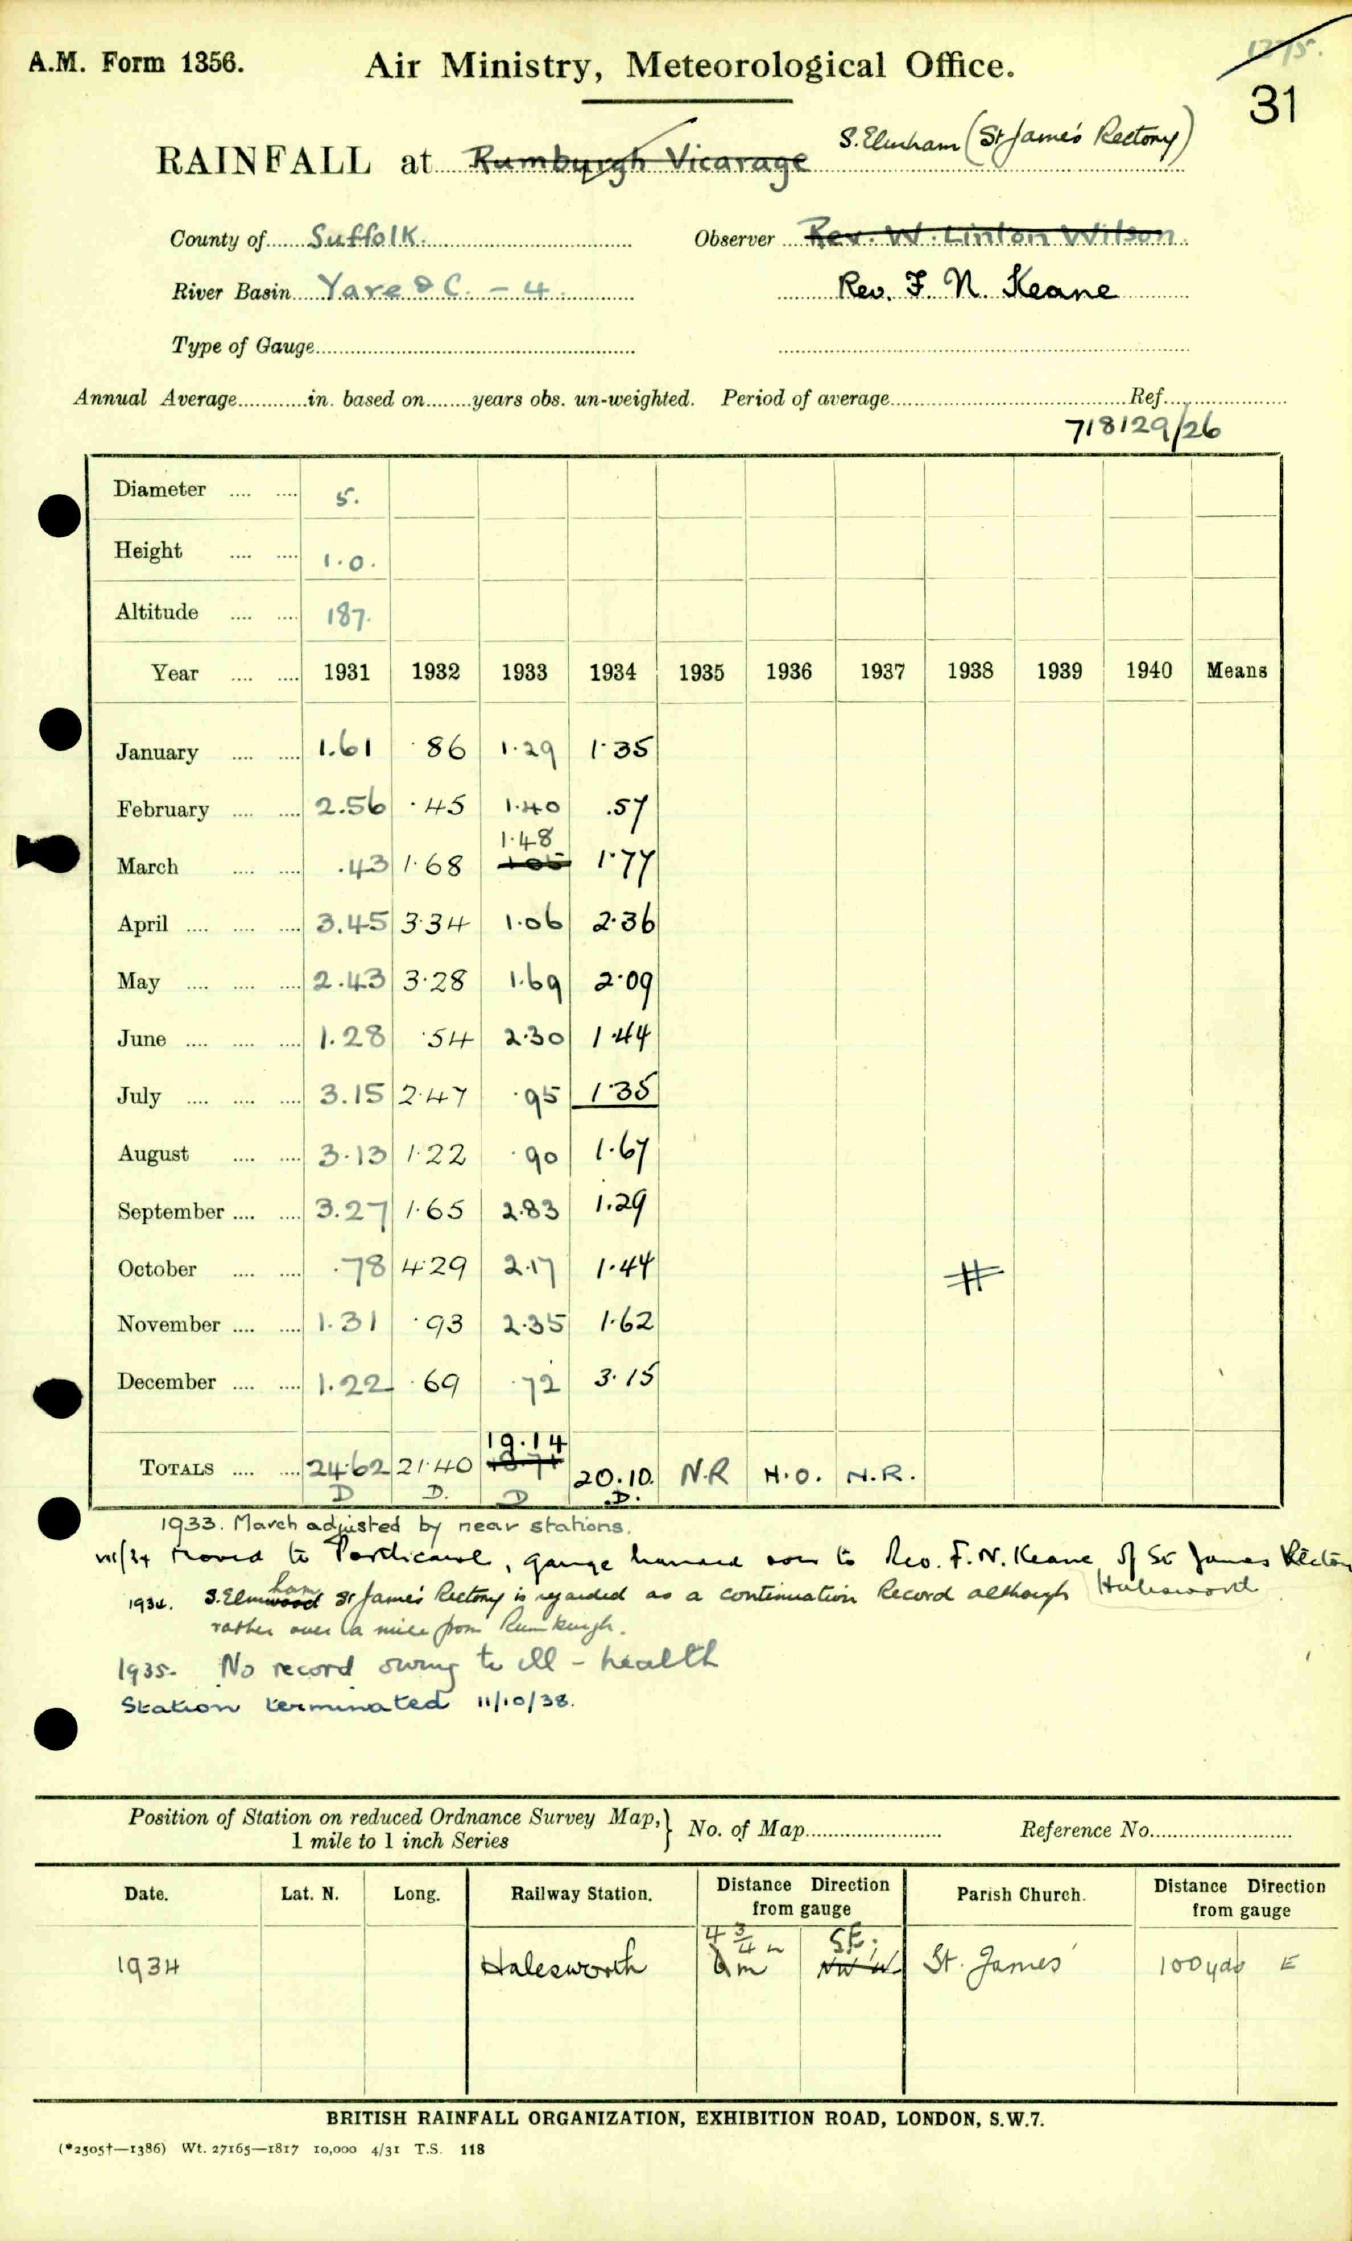 1375.
A.M. Form 1356. Air Ministry, Meteorological Office.
31
RAINFALL at Rumburgh Vicarage S. Elmham (St James's Rectory)
County of Suffolk. Observer Rev. W. Linton Wilson.
River Basin Yare & C. - 4. Rev. F. N. Keane
Type of Gauge
Annual Average in. based on years obs. un-weighted. Period of average Ref.
718129/26
Diameter 5.
Height 1.0.
Altitude 187.
Year 1931 1932 1933 1934 1935 1936 1937 1938 1939 1940 Means
January 1.61 .86 1.29 1.35
February 2.56 .45 1.40 .57
1.48
March .43 1.68 1.05 1.77
April 3.45 3.34 1.06 2.36
May 2.43 3.28 1.69 2.09
June 1.28 .54 2.30 1.44
July 3.15 2.47 .95 1.35
August 3.13 1.22 .90 1.67
September 3.27 1.65 2.83 1.29
October .78 4.29 2.17 1.44 #
November 1.31 .93 2.35 1.62
December 1.22 .69 .72 3.15
19.14
TOTALS 24.62 21.40 18.71 20.10. N.R H.O. N.R.
D D. D .D.
1933. March adjusted by near stations.
VII/34 Moved to , gauge handed over to Rev. F. N. Keane of St James Rectory
Halesworth
1934. S. Elmham St James's Rectory is regarded as a continuation Record although
rather over a mile from Rumburgh.
1935. No record owing to ill-health
Station terminated 11/10/38.
Position of Station on reduced Ordnance Survey Map, 1 mile to 1 inch Series } No. of Map Reference No.
Date. Lat. N. Long. Railway Station. Distance Direction from gauge Parish Church. Distance Direction from gauge
4 3/4 SE.
1934 Halesworth m NW'W. St. James' 100 yds E
BRITISH RAINFALL ORGANIZATION, EXHIBITION ROAD, LONDON, S.W.7.
(*2505†—1386) Wt. 27165—1817 10,000 4/31 T.S. 118